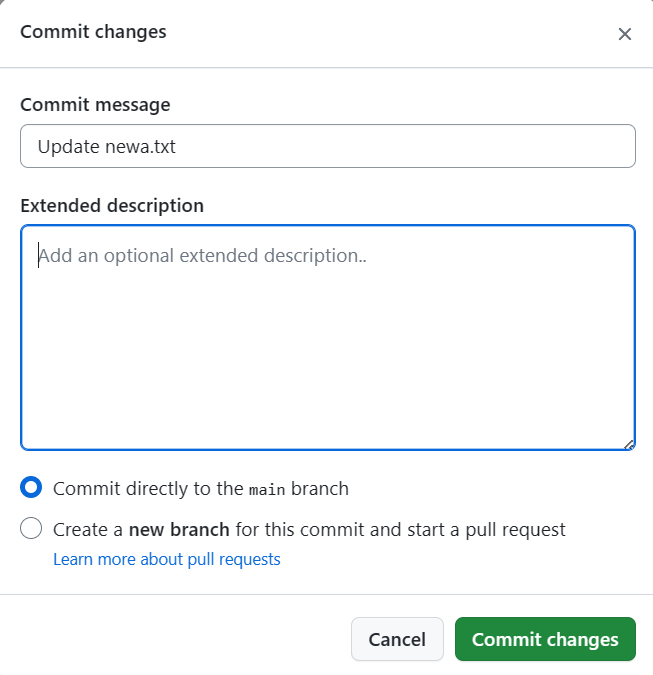 Commit changes
Commit message
Update newa.txt
Extended description
Add an optional extended description..
Commit directly to the main branch
Create a new branch for this commit and start a pull request
Learn more about pull requests
Cancel
Commit changes